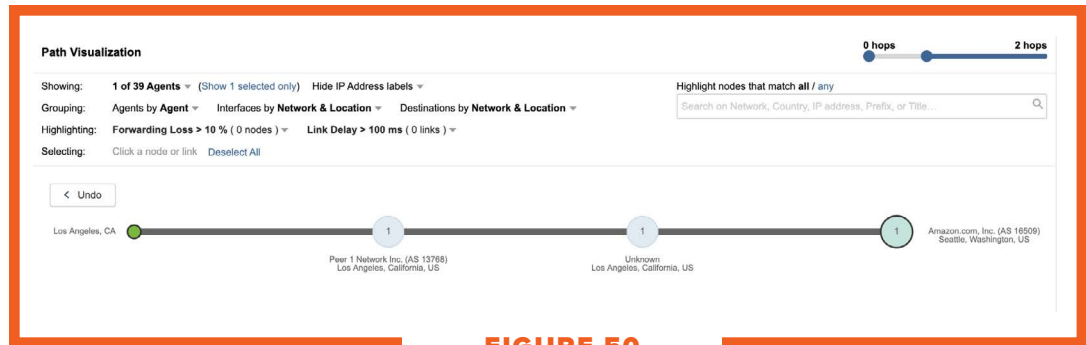 0 hops 2 hops
Path Visualization
Showing: 1 of 39 Agents (Show 1 selected only) Hide IP Address labels
Highlight nodes that match all / any
Grouping: Agents by Agent Interfaces by Network & Location Destinations by Network & Location
Search on Network, Country, IP address, Prefix, or Title...
Highlighting: Forwarding Loss > 10 % ( 0 nodes ) Link Delay > 100 ms ( 0 links )
Selecting: Click a node or link Deselect All
< Undo
Los Angeles, CA 1 1 1 Amazon.com, Inc. (AS 16509)
Seattle, Washington, US
Peer 1 Network Inc. (AS 13768) Unknown
Los Angeles, California, US Los Angeles, California, US
FIGURE 50